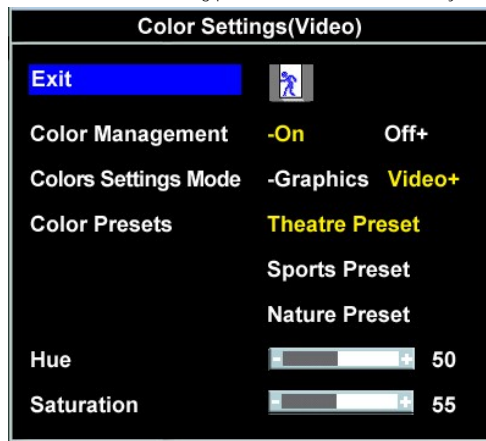 Color Settings(Video)
Exit
Color Management -On Off+
Colors Settings Mode -Graphics Video+
Color Presets Theatre Preset
Sports Preset
Nature Preset
Hue - + 50
Saturation - + 55